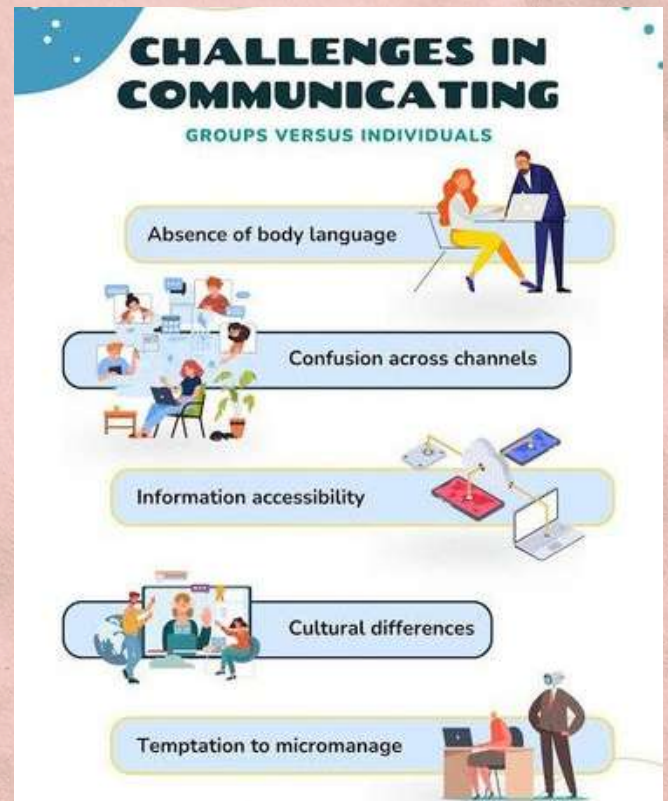 CHALLENGES IN
COMMUNICATING
GROUPS VERSUS INDIVIDUALS
Absence of body language
Confusion across channels
Information accessibility
Cultural differences
Temptation to micromanage